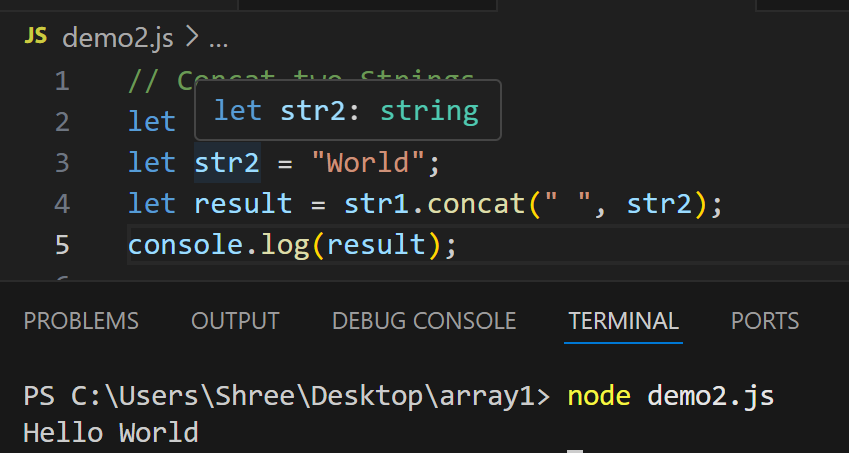 JS demo2.js > ...
1 // Concat two Strings
let str2: string
2 let
3 let str2 = "World";
4 let result = str1.concat(" ", str2);
5 console.log(result);
PROBLEMS OUTPUT DEBUG CONSOLE TERMINAL PORTS
PS C:\Users\Shree\Desktop\array1> node demo2.js
Hello World